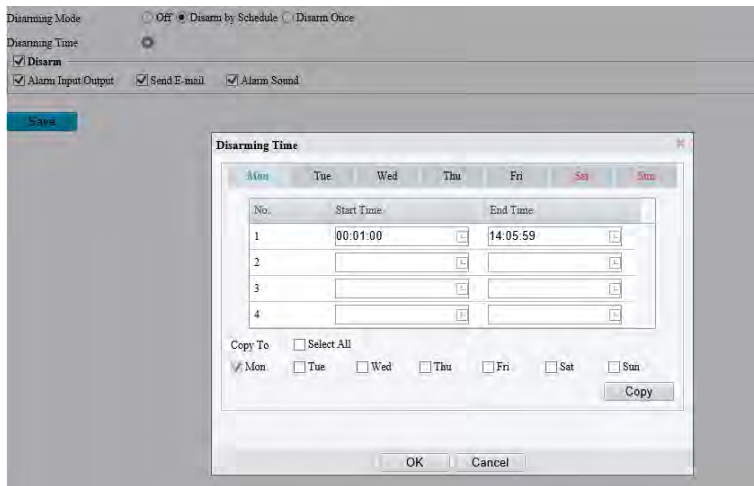 Disarming Mode Off Disarm by Schedule Disarm Once
Disarming Time
Disarm
Alarm Input/Output Send E-mail Alarm Sound
Save
Disarming Time
Mon Tue Wed Thu Fri Sat Sun
No. Start Time End Time
1 00:01:00 14:05:59
2
3
4
Copy To Select All
Mon Tue Wed Thu Fri Sat Sun
Copy
OK Cancel